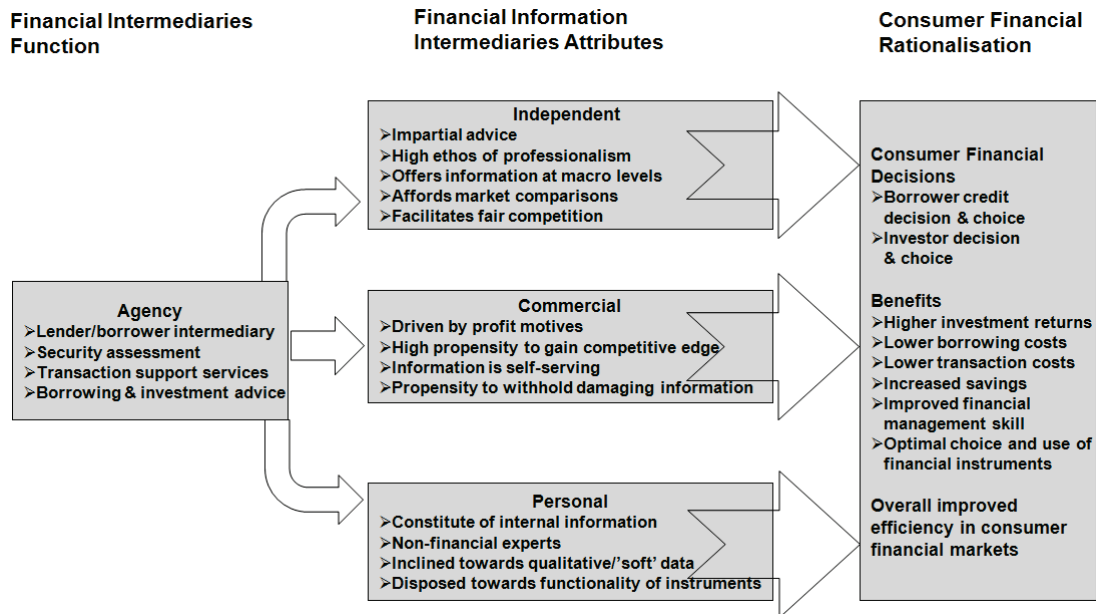 Financial Intermediaries
Function
Financial Information
Intermediaries Attributes
Consumer Financial
Rationalisation
Agency
➢Lender/borrower intermediary
➢Security assessment
➢Transaction support services
➢Borrowing & investment advice
Independent
➢Impartial advice
➢High ethos of professionalism
➢Offers information at macro levels
➢Affords market comparisons
➢Facilitates fair competition
Commercial
➢Driven by profit motives
➢High propensity to gain competitive edge
➢Information is self-serving
➢Propensity to withhold damaging information
Personal
➢Constitute of internal information
➢Non-financial experts
➢Inclined towards qualitative/'soft' data
➢Disposed towards functionality of instruments
Consumer Financial
Decisions
➢Borrower credit
decision & choice
➢Investor decision
& choice
Benefits
➢Higher investment returns
➢Lower borrowing costs
➢Lower transaction costs
➢Increased savings
➢Improved financial
management skill
➢Optimal choice and use of
financial instruments
Overall improved
efficiency in consumer
financial markets